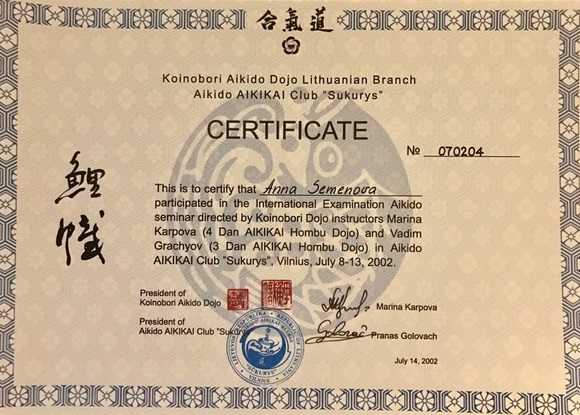 合氣道
Koinobori Aikido Dojo Lithuanian Branch
Aikido AIKIKAI Club "Sukurys"
CERTIFICATE
№ 070204
鯉幟
This is to certify that Anna Semenova
participated in the International Examination Aikido
seminar directed by Koinobori Dojo instructors Marina
Karpova (4 Dan AIKIKAI Hombu Dojo) and Vadim
Grachyov (3 Dan AIKIKAI Hombu Dojo) in Aikido
AIKIKAI Club "Sukurys", Vilnius, July 8-13, 2002.
President of
Koinobori Aikido Dojo
Marina Karpova
President of
Aikido AIKIKAI Club "Sukurys"
Pranas Golovach
"SUKURYS"
VILNIUS
July 14, 2002